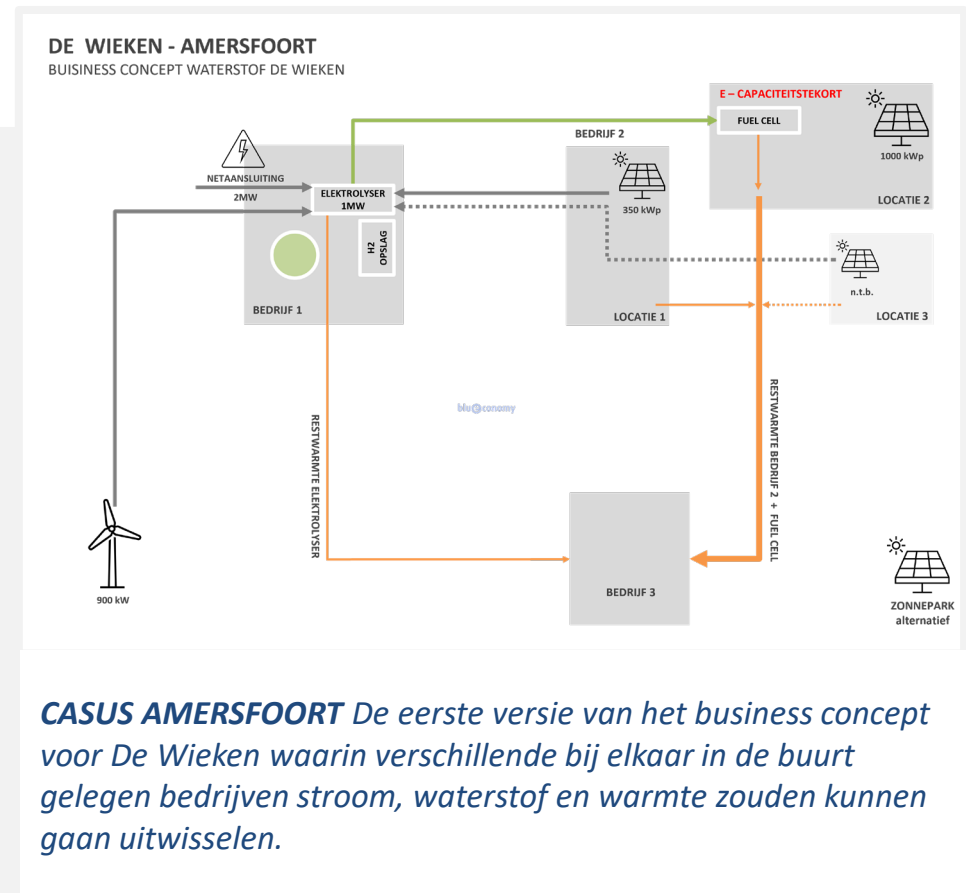 DE WIEKEN - AMERSFOORT
BUISINESS CONCEPT WATERSTOF DE WIEKEN
E – CAPACITEITSTEKORT
FUEL CELL
1000 kWp
LOCATIE 2
BEDRIJF 2
NETAANSLUITING
2MW
ELEKTROLYSER
1MW
H2
OPSLAG
BEDRIJF 1
350 kWp
LOCATIE 1
n.t.b.
LOCATIE 3
blueconomy
RESTWARMTE ELEKTROLYSER
RESTWARMTE BEDRIJF 2 + FUEL CELL
900 kW
BEDRIJF 3
ZONNEPARK
alternatief
CASUS AMERSFOORT De eerste versie van het business concept
voor De Wieken waarin verschillende bij elkaar in de buurt
gelegen bedrijven stroom, waterstof en warmte zouden kunnen
gaan uitwisselen.